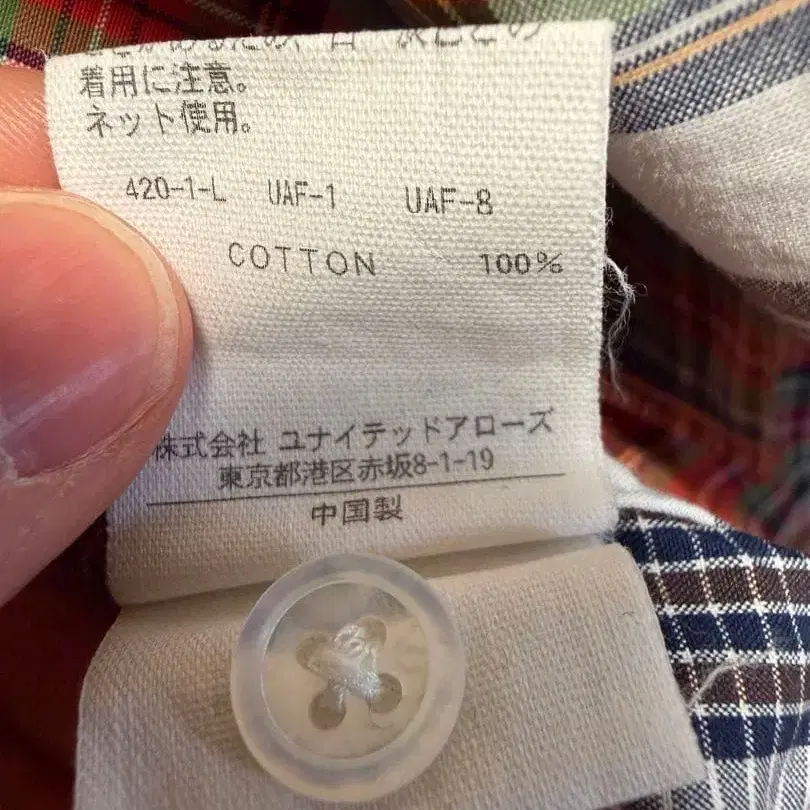 着用に注意。
ネット使用。
420-1-L UAF-1 UAF-8
COTTON 100%
株式会社 ユナイテッドアローズ
東京都港区赤坂8-1-19
中国製